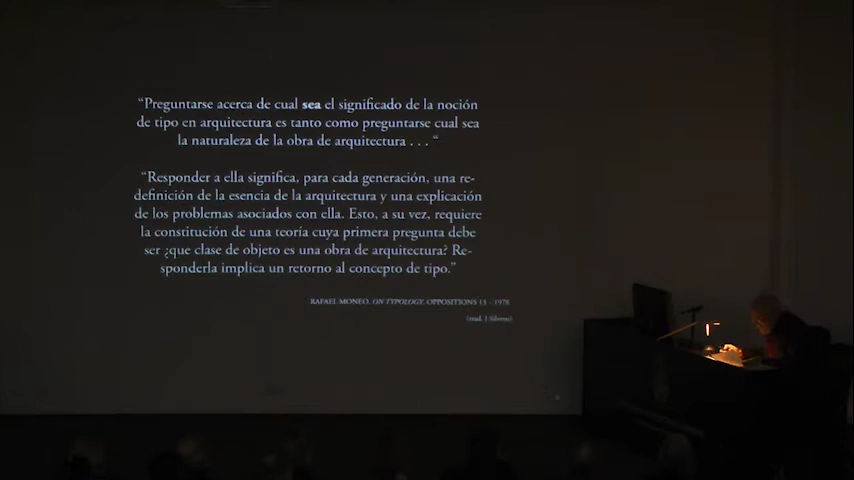 “Preguntarse acerca de cual sea el significado de la noción
de tipo en arquitectura es tanto como preguntarse cual sea
la naturaleza de la obra de arquitectura . . . “
“Responder a ella significa, para cada generación, una re-
definición de la esencia de la arquitectura y una explicación
de los problemas asociados con ella. Esto, a su vez, requiere
la constitución de una teoría cuya primera pregunta debe
ser ¿que clase de objeto es una obra de arquitectura? Re-
sponderla implica un retorno al concepto de tipo.”
RAFAEL MONEO, ON TYPOLOGY, OPPOSITIONS 13 - 1978
(trad. J Silvetti)